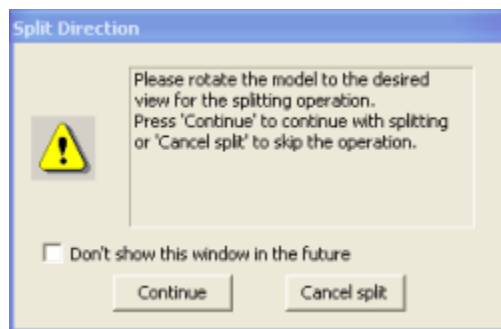 Split Direction
Please rotate the model to the desired
view for the splitting operation.
Press 'Continue' to continue with splitting
or 'Cancel split' to skip the operation.
Don't show this window in the future
Continue Cancel split